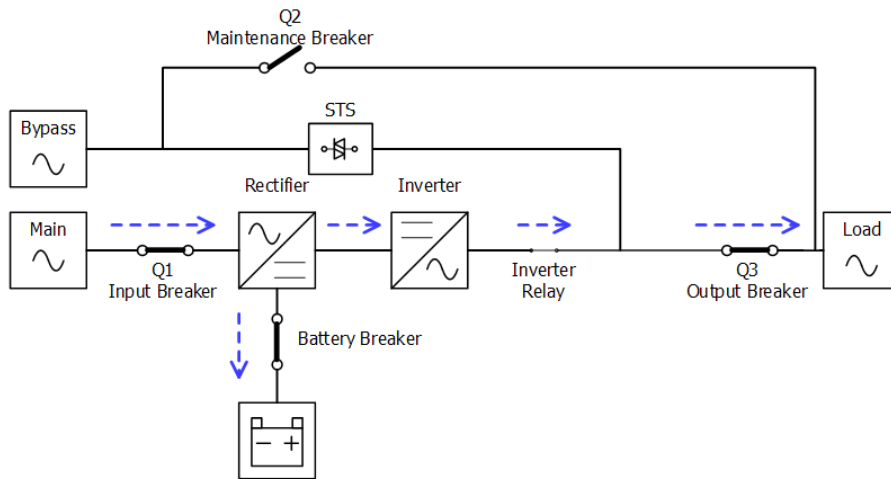 Q2
Maintenance Breaker
STS
Bypass
Rectifier
Inverter
Main
Load
Q1
Input Breaker
Inverter
Relay
Q3
Output Breaker
Battery Breaker